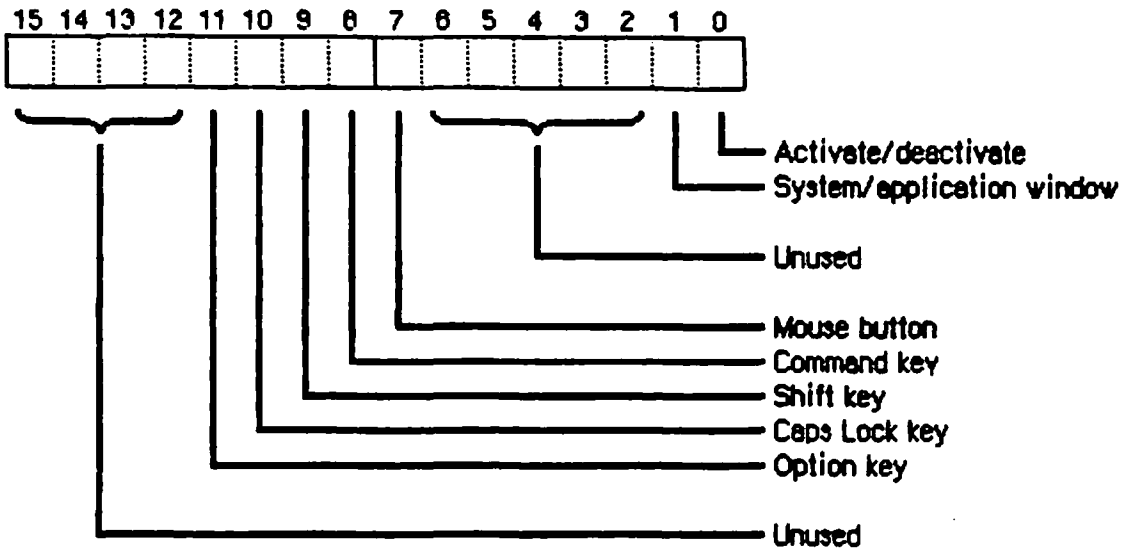 15 14 13 12 11 10 9 8 7 6 5 4 3 2 1 0
Activate/deactivate
System/application window
Unused
Mouse button
Command key
Shift key
Caps Lock key
Option key
Unused